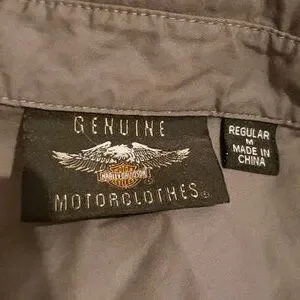 GENUINE
HARLEY-DAVIDSON
MOTORCLOTHES®
REGULAR
M
MADE IN
CHINA